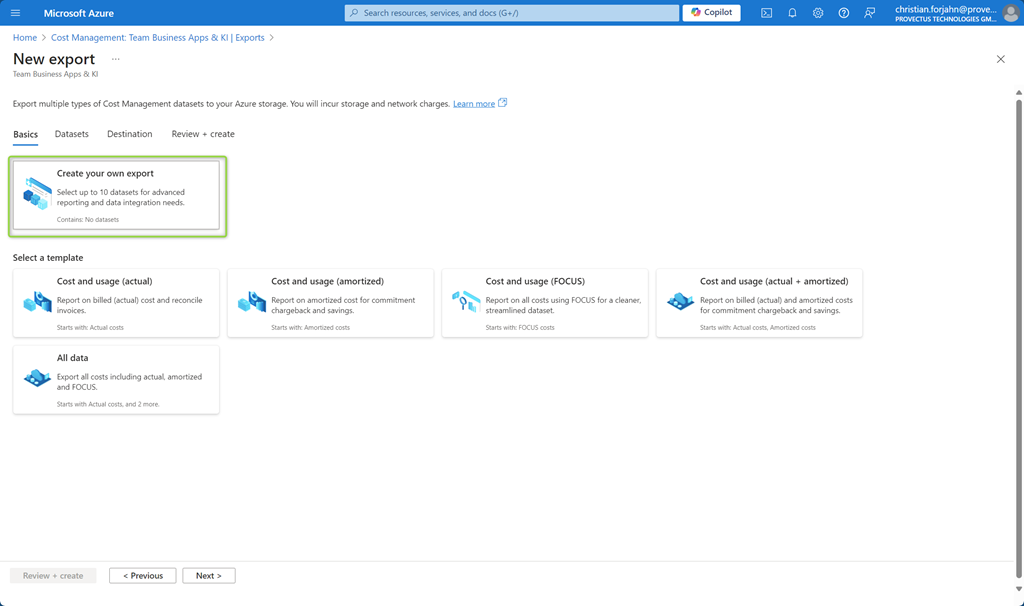 Microsoft Azure
Search resources, services, and docs (G+/)
Copilot
christian.forjahn@prove...
PROVECTUS TECHNOLOGIES GM...
Home > Cost Management: Team Business Apps & KI | Exports >
New export ...
Team Business Apps & KI
Export multiple types of Cost Management datasets to your Azure storage. You will incur storage and network charges. Learn more
Basics Datasets Destination Review + create
Create your own export
Select up to 10 datasets for advanced
reporting and data integration needs.
Contains: No datasets
Select a template
Cost and usage (actual)
Report on billed (actual) cost and reconcile
invoices.
Starts with: Actual costs
Cost and usage (amortized)
Report on amortized cost for commitment
chargeback and savings.
Starts with: Amortized costs
Cost and usage (FOCUS)
Report on all costs using FOCUS for a cleaner,
streamlined dataset.
Starts with: FOCUS costs
Cost and usage (actual + amortized)
Report on billed (actual) and amortized costs
for commitment chargeback and savings.
Starts with: Actual costs, Amortized costs
All data
Export all costs including actual, amortized
and FOCUS.
Starts with Actual costs, and 2 more.
Review + create
< Previous
Next >